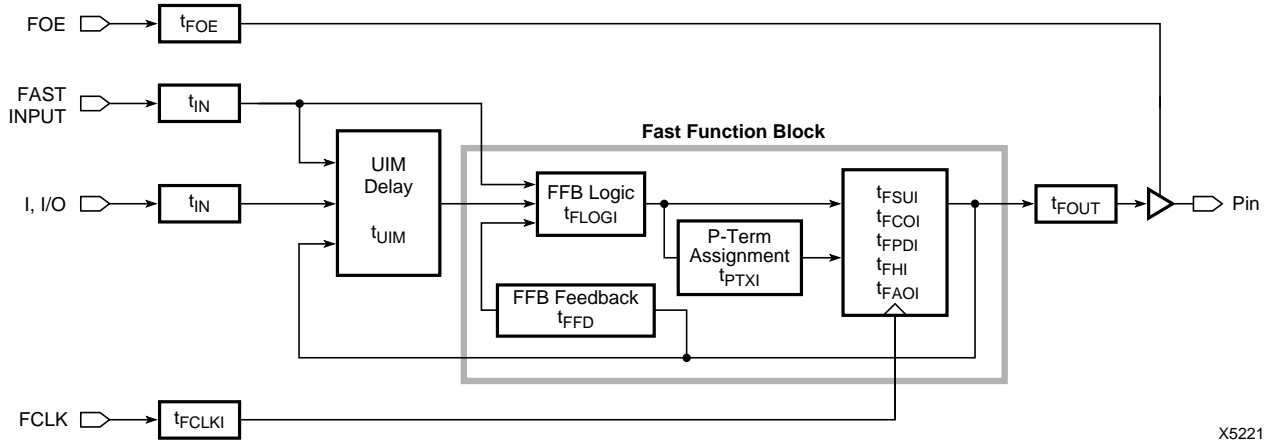 FOE
tFOE
FAST
INPUT
tIN
Fast Function Block
UIM
Delay
tUIM
I, I/O
tIN
FFB Logic
tFLOGI
P-Term
Assignment
tPTXI
FFB Feedback
tFFD
tFSUI
tFCOI
tFPDI
tFHI
tFAOI
tFOUT
Pin
FCLK
tFCLKI
X5221